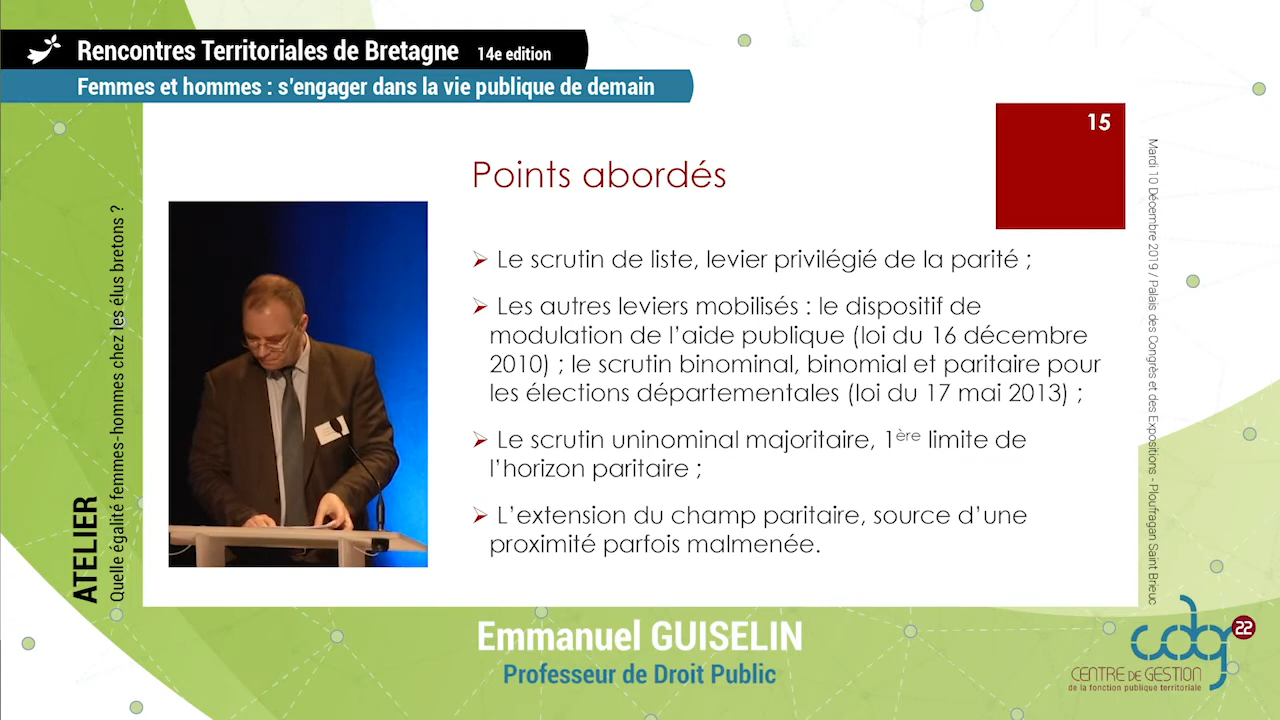 Rencontres Territoriales de Bretagne 14e edition
Femmes et hommes : s'engager dans la vie publique de demain
15
Points abordés
Le scrutin de liste, levier privilégié de la parité ;
Les autres leviers mobilisés : le dispositif de
modulation de l'aide publique (loi du 16 décembre
2010) ; le scrutin binominal, binomial et paritaire pour
les élections départementales (loi du 17 mai 2013) ;
Le scrutin uninominal majoritaire, 1ère limite de
l'horizon paritaire ;
L'extension du champ paritaire, source d'une
proximité parfois malmenée.
ATELIER
Quelle égalité femmes-hommes chez les élus bretons ?
Mardi 10 Décembre 2019 / Palais des Congrès et des Expositions - Ploufragan Saint Brieuc
Emmanuel GUISELIN
Professeur de Droit Public
cdg 22
CENTRE DE GESTION
de la fonction publique territoriale